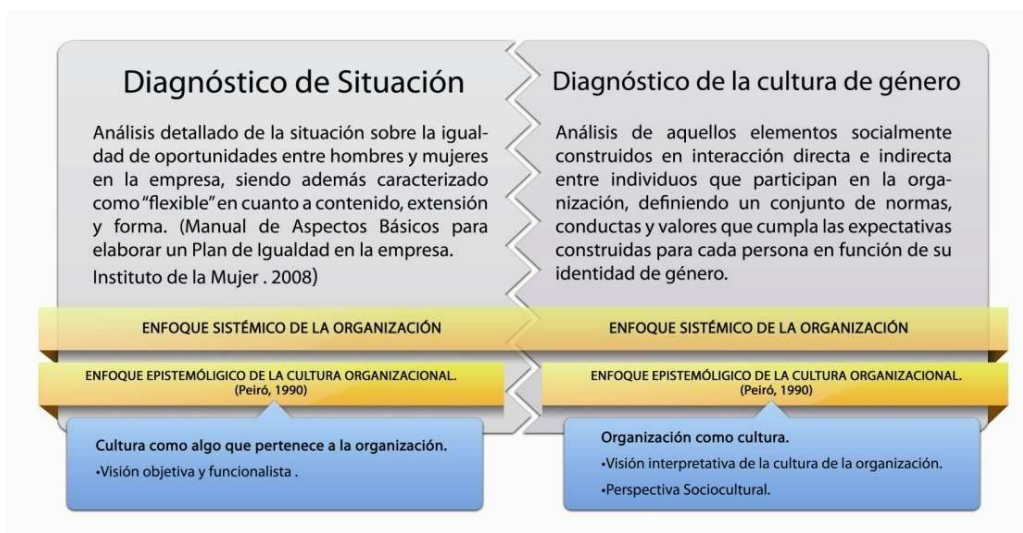 Diagnóstico de Situación
Análisis detallado de la situación sobre la igual-
dad de oportunidades entre hombres y mujeres
en la empresa, siendo además caracterizado
como “flexible” en cuanto a contenido, extensión
y forma. (Manual de Aspectos Básicos para
elaborar un Plan de Igualdad en la empresa.
Instituto de la Mujer . 2008)
ENFOQUE SISTÉMICO DE LA ORGANIZACIÓN
ENFOQUE EPISTEMÓLIGICO DE LA CULTURA ORGANIZACIONAL.
(Peiró, 1990)
Cultura como algo que pertenece a la organización.
•Visión objetiva y funcionalista .
Diagnóstico de la cultura de género
Análisis de aquellos elementos socialmente
construidos en interacción directa e indirecta
entre individuos que participan en la orga-
nización, definiendo un conjunto de normas,
conductas y valores que cumpla las expectativas
construidas para cada persona en función de su
identidad de género.
ENFOQUE SISTÉMICO DE LA ORGANIZACIÓN
ENFOQUE EPISTEMÓLIGICO DE LA CULTURA ORGANIZACIONAL.
(Peiró, 1990)
Organización como cultura.
•Visión interpretativa de la cultura de la organización.
•Perspectiva Sociocultural.